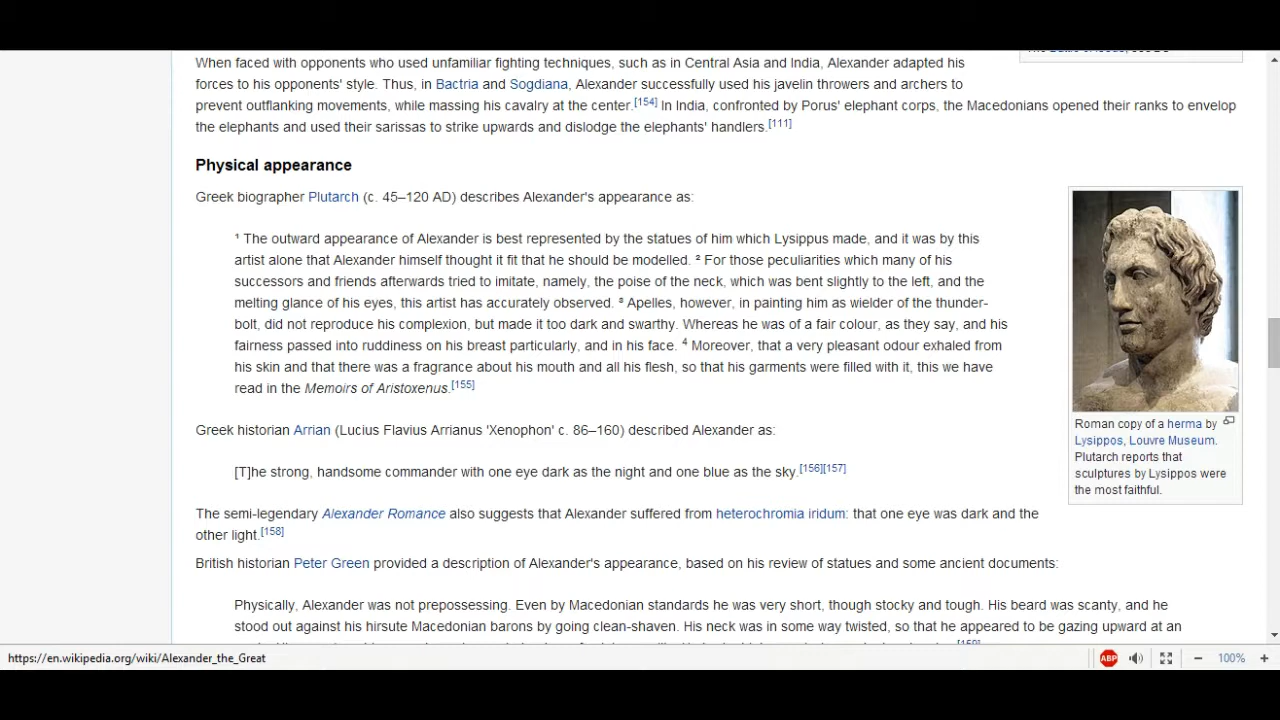 When faced with opponents who used unfamiliar fighting techniques, such as in Central Asia and India, Alexander adapted his
forces to his opponents' style. Thus, in Bactria and Sogdiana, Alexander successfully used his javelin throwers and archers to
prevent outflanking movements, while massing his cavalry at the center.[154] In India, confronted by Porus' elephant corps, the Macedonians opened their ranks to envelop
the elephants and used their sarissas to strike upwards and dislodge the elephants' handlers.[111]
Physical appearance
Greek biographer Plutarch (c. 45–120 AD) describes Alexander's appearance as:
¹ The outward appearance of Alexander is best represented by the statues of him which Lysippus made, and it was by this
artist alone that Alexander himself thought it fit that he should be modelled. ² For those peculiarities which many of his
successors and friends afterwards tried to imitate, namely, the poise of the neck, which was bent slightly to the left, and the
melting glance of his eyes, this artist has accurately observed. ³ Apelles, however, in painting him as wielder of the thunder-
bolt, did not reproduce his complexion, but made it too dark and swarthy. Whereas he was of a fair colour, as they say, and his
fairness passed into ruddiness on his breast particularly, and in his face. ⁴ Moreover, that a very pleasant odour exhaled from
his skin and that there was a fragrance about his mouth and all his flesh, so that his garments were filled with it, this we have
read in the Memoirs of Aristoxenus.[155]
Greek historian Arrian (Lucius Flavius Arrianus 'Xenophon' c. 86–160) described Alexander as:
[T]he strong, handsome commander with one eye dark as the night and one blue as the sky.[156][157]
The semi-legendary Alexander Romance also suggests that Alexander suffered from heterochromia iridum: that one eye was dark and the
other light.[158]
British historian Peter Green provided a description of Alexander's appearance, based on his review of statues and some ancient documents:
Physically, Alexander was not prepossessing. Even by Macedonian standards he was very short, though stocky and tough. His beard was scanty, and he
stood out against his hirsute Macedonian barons by going clean-shaven. His neck was in some way twisted, so that he appeared to be gazing upward at an
[159]
Roman copy of a herma by
Lysippos, Louvre Museum.
Plutarch reports that
sculptures by Lysippos were
the most faithful.
https://en.wikipedia.org/wiki/Alexander_the_Great
ABP
100%